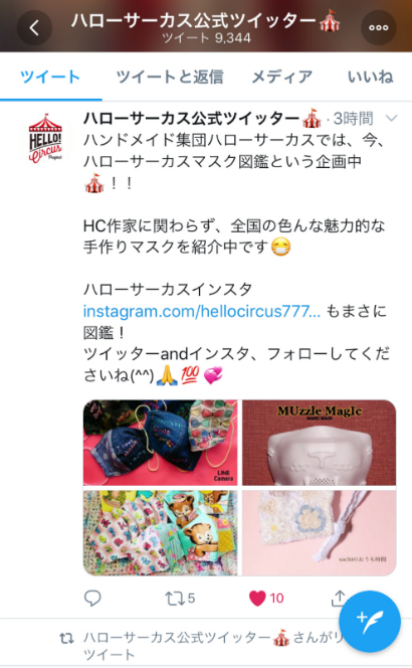 ハローサーカス公式ツイッター🎪
ツイート 9,344
ツイート
ツイートと返信
メディア
いいね
HELLO!
Circus
Project
ハローサーカス公式ツイッター🎪 · 3時間
ハンドメイド集団ハローサーカスでは、今、
ハローサーカスマスク図鑑という企画中
🎪！！
HC作家に関わらず、全国の色んな魅力的な
手作りマスクを紹介中です😷
ハローサーカスインスタ
instagram.com/hellocircus777... もまさに
図鑑！
ツイッターandインスタ、フォローしてくだ
さいね(^^)🙏💯💞
LINE
Camera
MUzzle MagIc
5
10
ハローサーカス公式ツイッター🎪さんがリ
ツイート